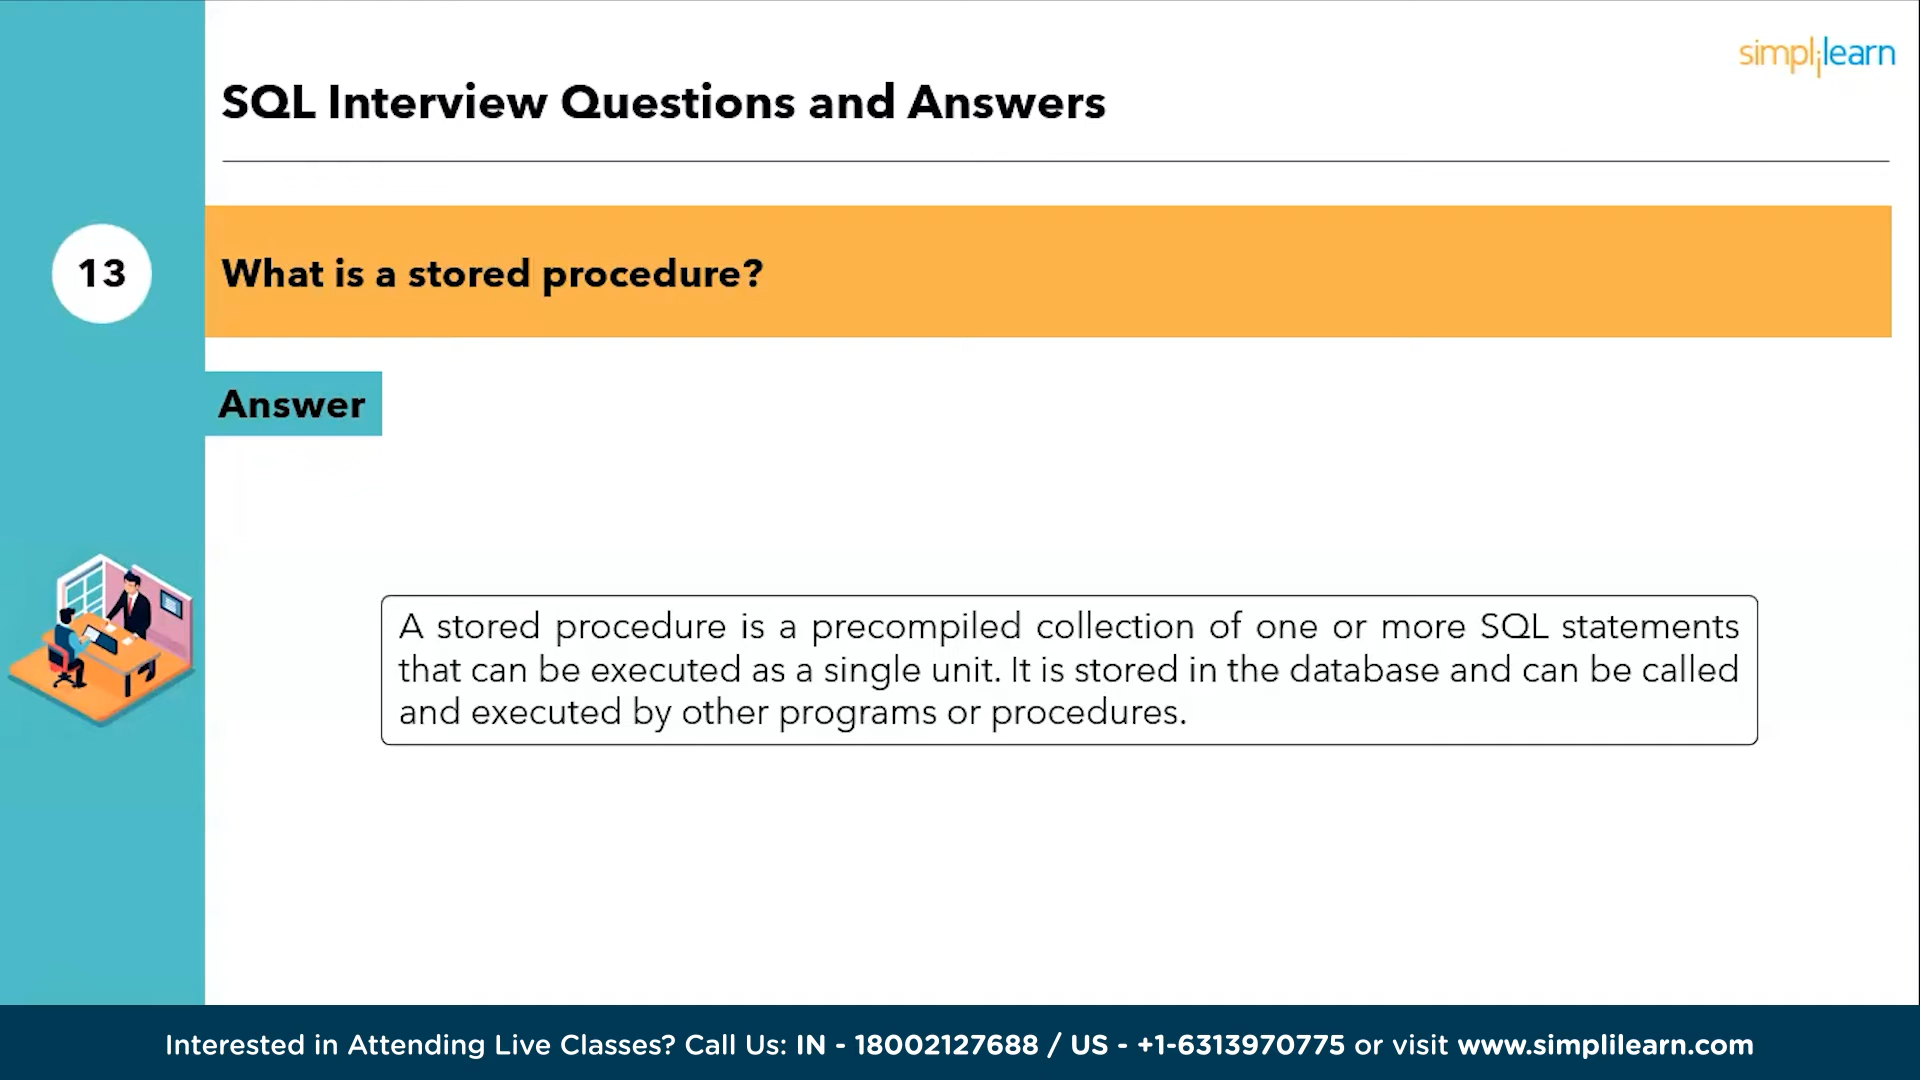 simplilearn
SQL Interview Questions and Answers
13
What is a stored procedure?
Answer
A stored procedure is a precompiled collection of one or more SQL statements
that can be executed as a single unit. It is stored in the database and can be called
and executed by other programs or procedures.
Interested in Attending Live Classes? Call Us: IN - 18002127688 / US - +1-6313970775 or visit www.simplilearn.com